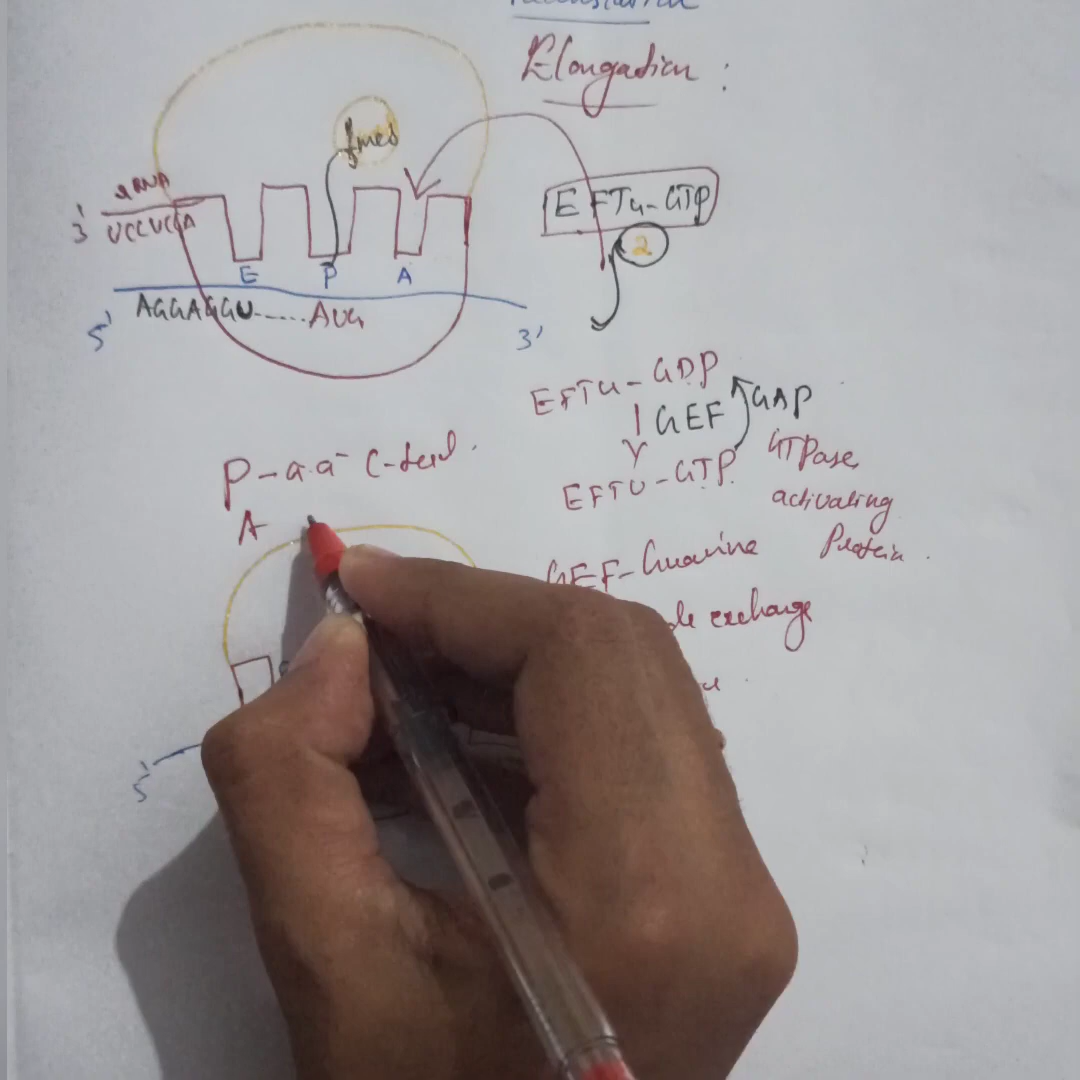 Elongation :
fmet
rRNA
3'
UCCUCCA
EFTu-GTP
2
E P A
AGGAGGU......AUG
5'
3'
EFTu-GDP
GEF
GAP
EFTU-GTP
GTPase
activating
Protein.
P-a.a- C-
A
GEF-Guanine
exchange
5'